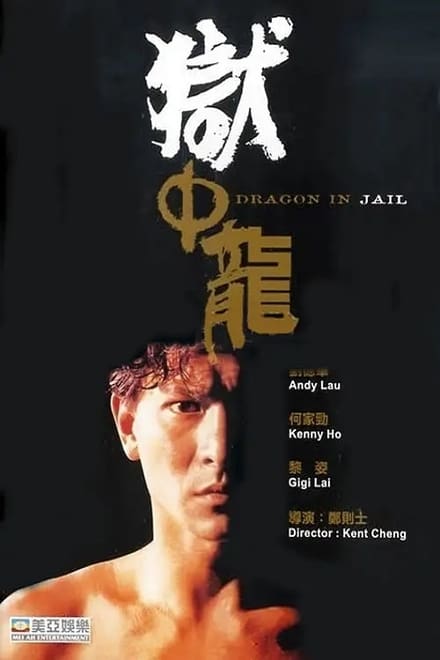 獄
中
DRAGON IN JAIL
龍
劉德華
Andy Lau
何家勁
Kenny Ho
黎 姿
Gigi Lai
導演：鄭則士
Director : Kent Cheng
美亞娛樂
MEI AH ENTERTAINMENT